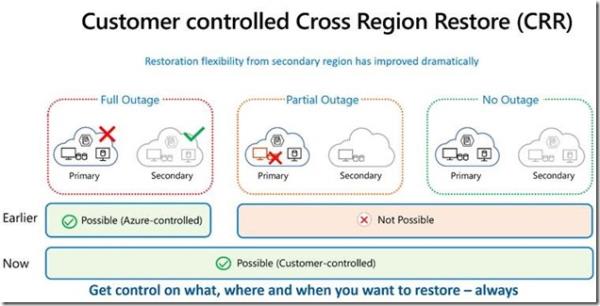 Customer controlled Cross Region Restore (CRR)
Restoration flexibility from secondary region has improved dramatically
Full Outage
Partial Outage
No Outage
Primary
Secondary
Primary
Secondary
Primary
Secondary
Earlier
Possible (Azure-controlled)
Not Possible
Now
Possible (Customer-controlled)
Get control on what, where and when you want to restore – always